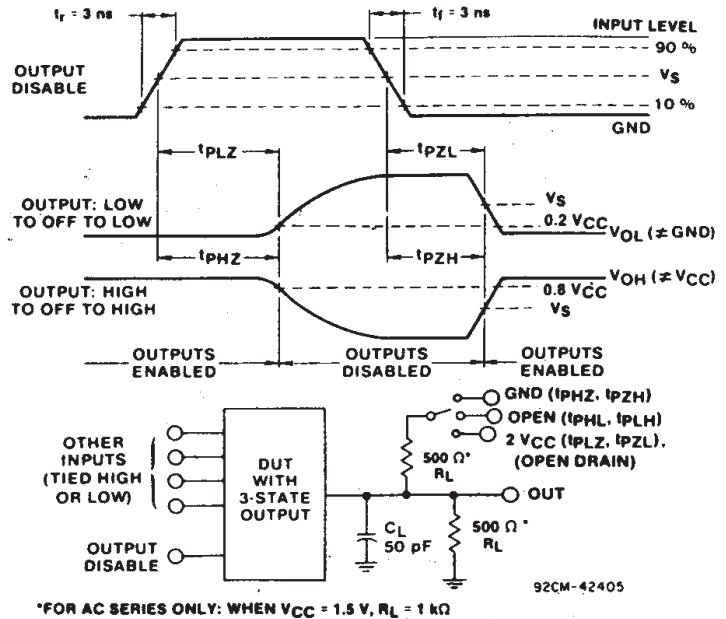 tr = 3 ns
tf = 3 ns
INPUT LEVEL
90 %
OUTPUT
DISABLE
VS
10 %
GND
tPLZ
tPZL
OUTPUT: LOW
TO OFF TO LOW
VS
0.2 VCC
VOL (≠ GND)
tPHZ
tPZH
OUTPUT: HIGH
TO OFF TO HIGH
VOH (≠ VCC)
0.8 VCC
VS
OUTPUTS
ENABLED
OUTPUTS
DISABLED
OUTPUTS
ENABLED
GND (tPHZ, tPZH)
OPEN (tPHL, tPLH)
2 VCC (tPLZ, tPZL),
(OPEN DRAIN)
OTHER
INPUTS
(TIED HIGH
OR LOW)
DUT
WITH
3-STATE
OUTPUT
500 Ω*
RL
OUT
OUTPUT
DISABLE
CL
50 pF
500 Ω*
RL
92CM-42405
*FOR AC SERIES ONLY: WHEN VCC = 1.5 V, RL = 1 kΩ